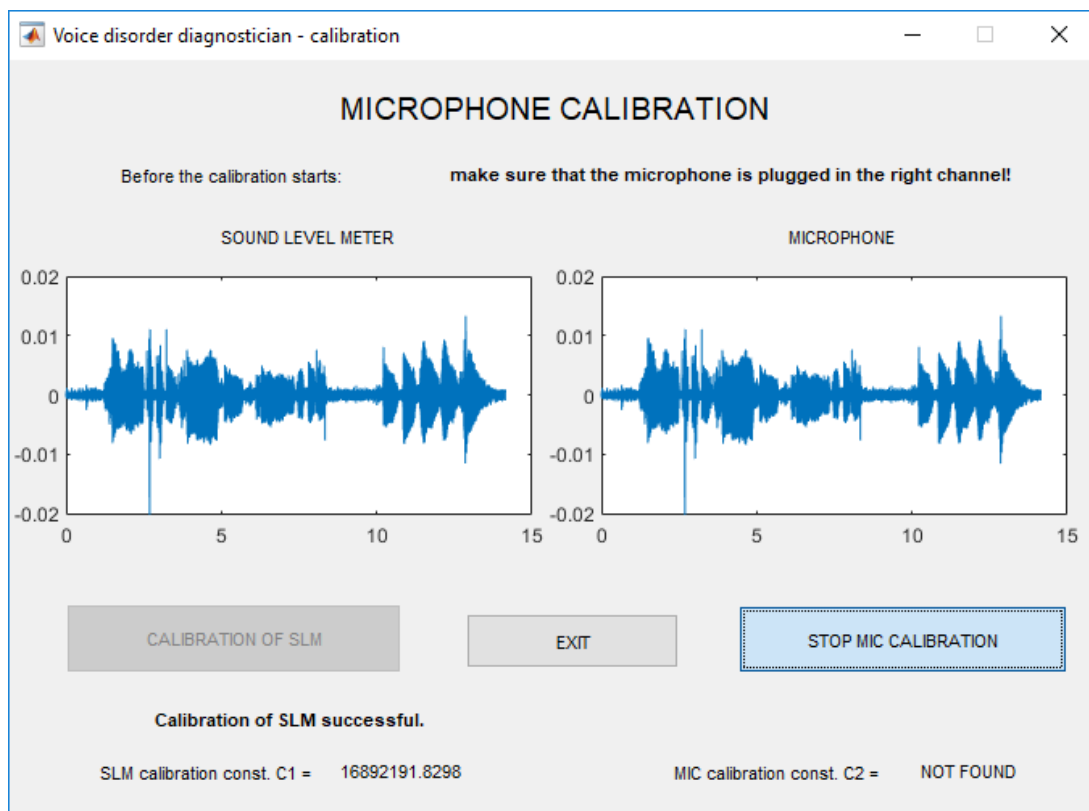 Voice disorder diagnostician - calibration
MICROPHONE CALIBRATION
Before the calibration starts: make sure that the microphone is plugged in the right channel!
SOUND LEVEL METER MICROPHONE
0.02 0.02
0.01 0.01
0 0
-0.01 -0.01
-0.02 -0.02
0 5 10 15 0 5 10 15
CALIBRATION OF SLM EXIT STOP MIC CALIBRATION
Calibration of SLM successful.
SLM calibration const. C1 = 16892191.8298 MIC calibration const. C2 = NOT FOUND